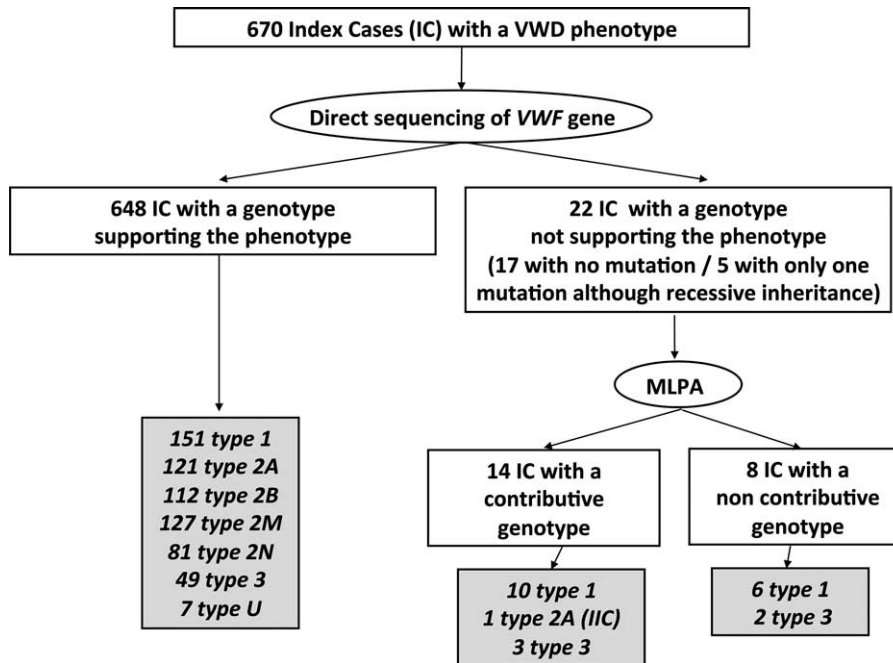 670 Index Cases (IC) with a VWD phenotype
Direct sequencing of VWF gene
648 IC with a genotype
supporting the phenotype
22 IC with a genotype
not supporting the phenotype
(17 with no mutation / 5 with only one
mutation although recessive inheritance)
MLPA
151 type 1
121 type 2A
112 type 2B
127 type 2M
81 type 2N
49 type 3
7 type U
14 IC with a
contributive
genotype
8 IC with a
non contributive
genotype
10 type 1
1 type 2A (IIC)
3 type 3
6 type 1
2 type 3